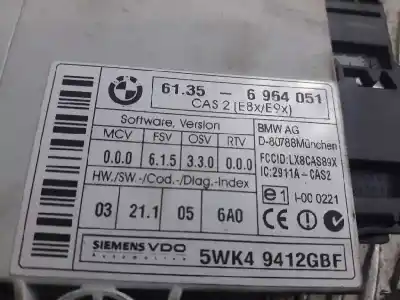 BMW
61.35 - 6 964 051
CAS 2 (E8x/E9x)
Software, Version
MCV FSV OSV RTV
0.0.0 6.1.5 3.3.0 0.0.0
HW./SW.-/Cod.-/Diag.-Index
03 21.1 05 6A0
BMW AG
D-80788München
FCCID:LX8CAS89X
IC:2911A-CAS2
e1 I-00 0221
SIEMENS VDO
Automotive
5WK4 9412GBF